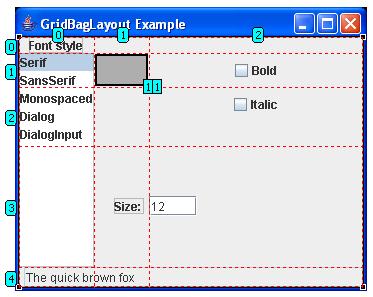 GridBagLayout Example
0 1 2
0 Font style
1 Serif
SansSerif
Bold
1 1
Monospaced
Italic
2 Dialog
DialogInput
3 Size: 12
4 The quick brown fox